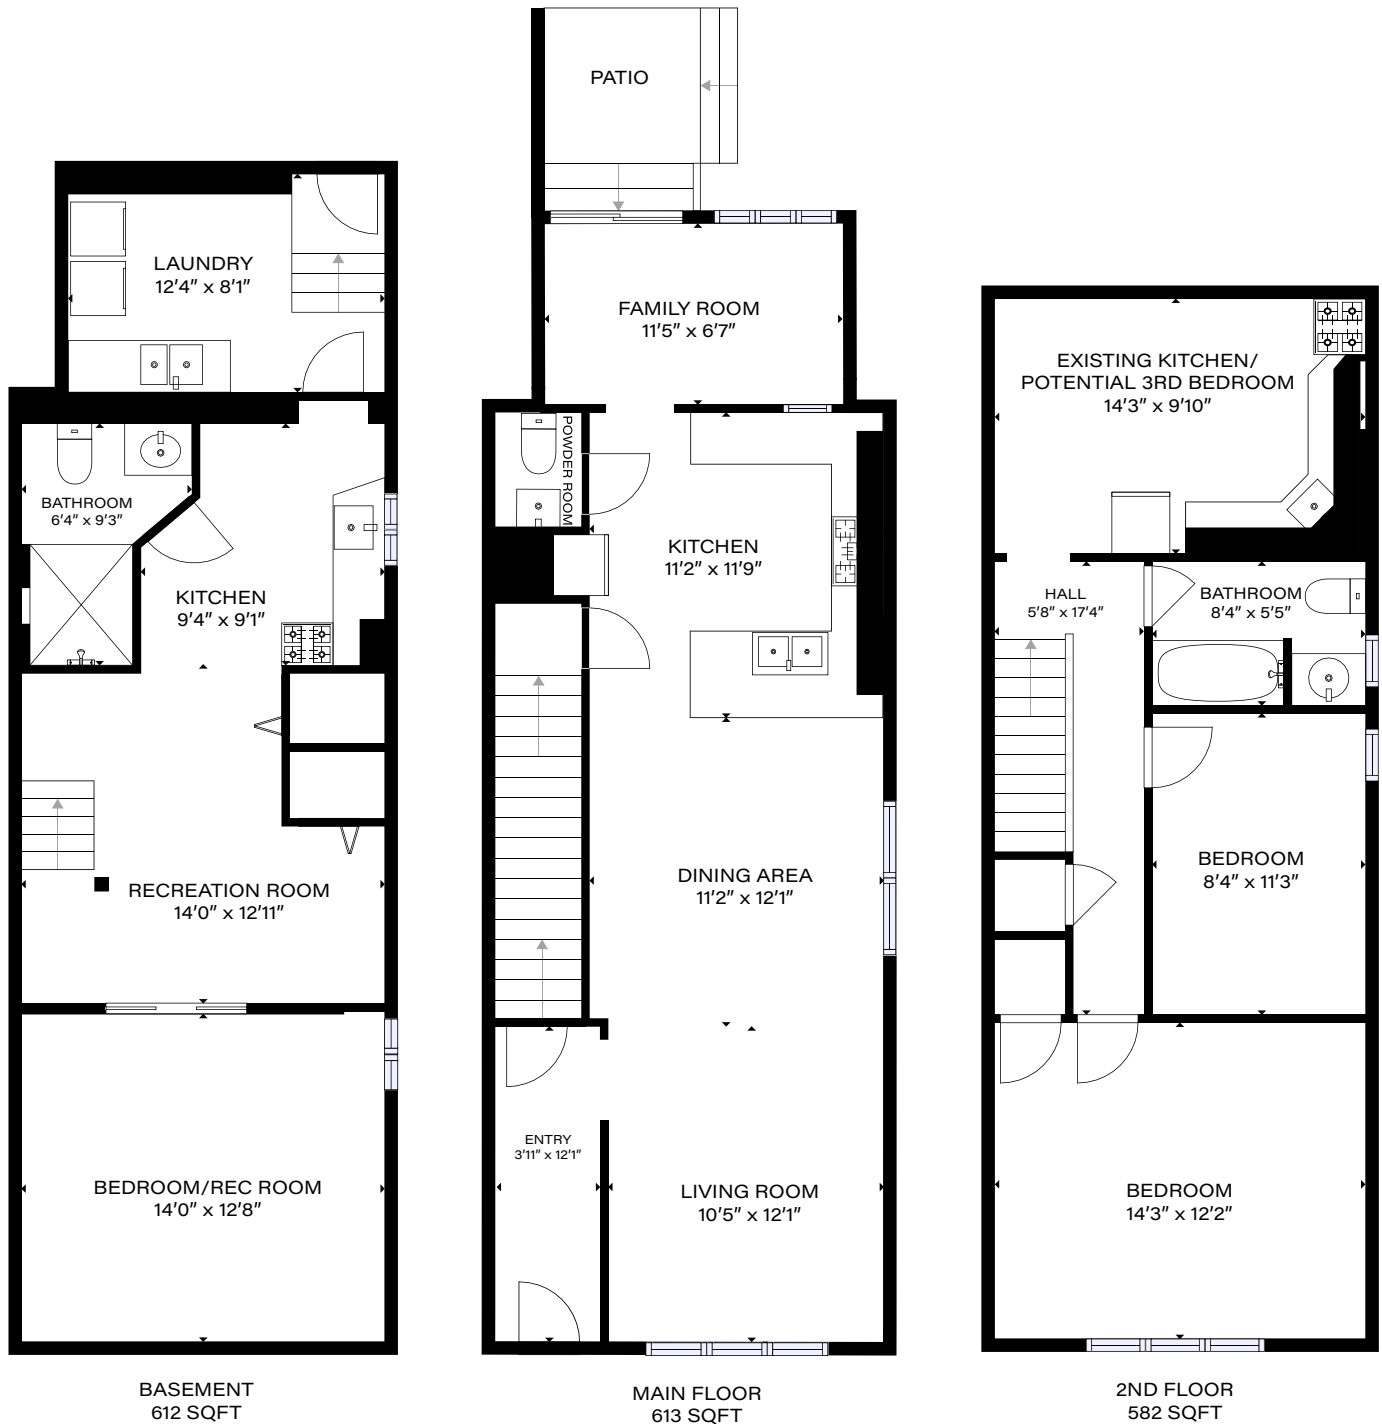 LAUNDRY
12'4" x 8'1"
BATHROOM
6'4" x 9'3"
KITCHEN
9'4" x 9'1"
RECREATION ROOM
14'0" x 12'11"
BEDROOM/REC ROOM
14'0" x 12'8"
BASEMENT
612 SQFT
PATIO
FAMILY ROOM
11'5" x 6'7"
POWDER ROOM
KITCHEN
11'2" x 11'9"
DINING AREA
11'2" x 12'1"
ENTRY
3'11" x 12'1"
LIVING ROOM
10'5" x 12'1"
MAIN FLOOR
613 SQFT
EXISTING KITCHEN/
POTENTIAL 3RD BEDROOM
14'3" x 9'10"
HALL
5'8" x 17'4"
BATHROOM
8'4" x 5'5"
BEDROOM
8'4" x 11'3"
BEDROOM
14'3" x 12'2"
2ND FLOOR
582 SQFT